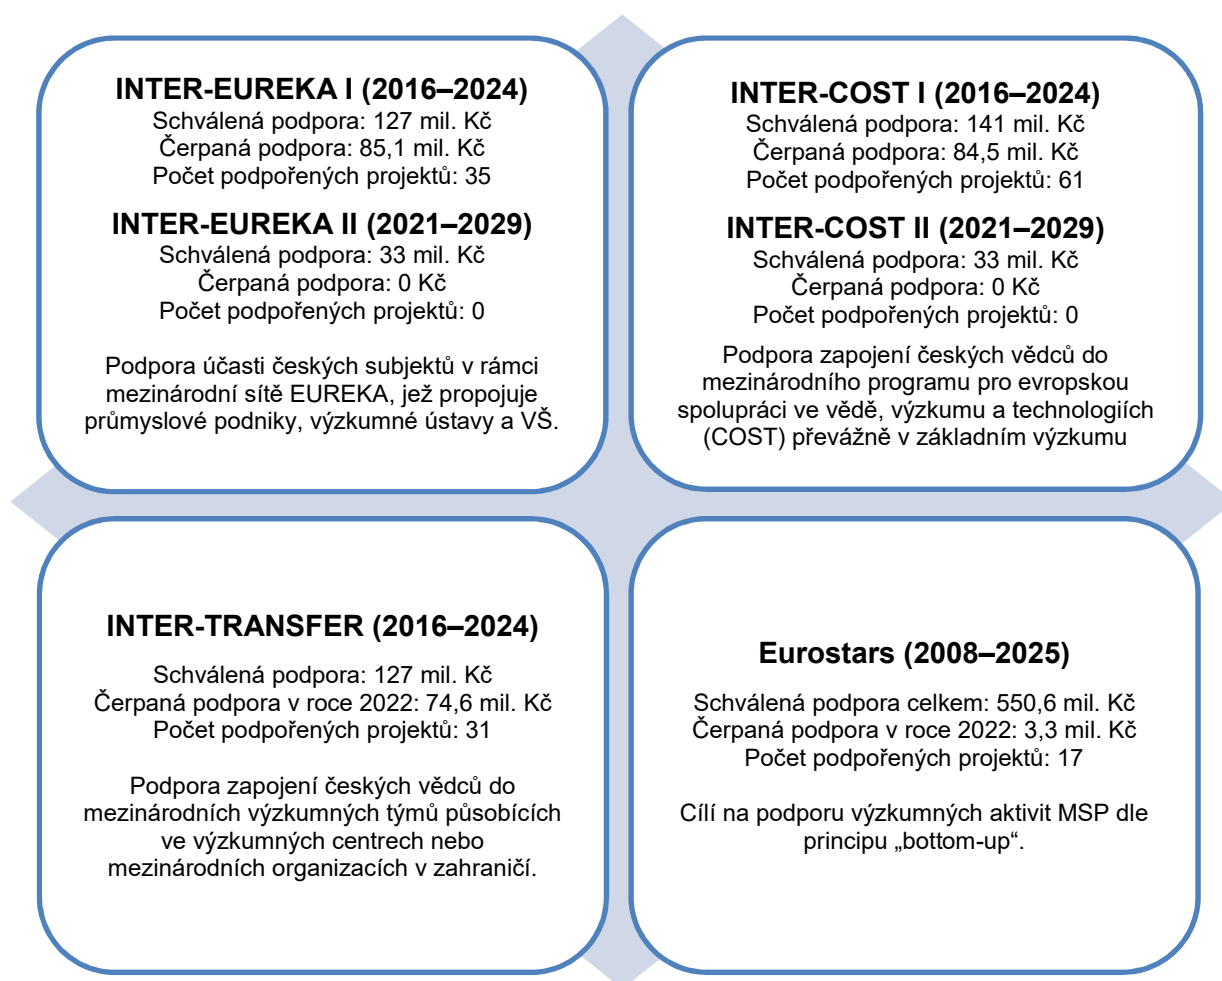 INTER-EUREKA I (2016–2024)
Schválená podpora: 127 mil. Kč
Čerpaná podpora: 85,1 mil. Kč
Počet podpořených projektů: 35
INTER-EUREKA II (2021–2029)
Schválená podpora: 33 mil. Kč
Čerpaná podpora: 0 Kč
Počet podpořených projektů: 0
Podpora účasti českých subjektů v rámci
mezinárodní sítě EUREKA, jež propojuje
průmyslové podniky, výzkumné ústavy a VŠ.
INTER-COST I (2016–2024)
Schválená podpora: 141 mil. Kč
Čerpaná podpora: 84,5 mil. Kč
Počet podpořených projektů: 61
INTER-COST II (2021–2029)
Schválená podpora: 33 mil. Kč
Čerpaná podpora: 0 Kč
Počet podpořených projektů: 0
Podpora zapojení českých vědců do
mezinárodního programu pro evropskou
spolupráci ve vědě, výzkumu a technologiích
(COST) převážně v základním výzkumu
INTER-TRANSFER (2016–2024)
Schválená podpora: 127 mil. Kč
Čerpaná podpora v roce 2022: 74,6 mil. Kč
Počet podpořených projektů: 31
Podpora zapojení českých vědců do
mezinárodních výzkumných týmů působících
ve výzkumných centrech nebo
mezinárodních organizacích v zahraničí.
Eurostars (2008–2025)
Schválená podpora celkem: 550,6 mil. Kč
Čerpaná podpora v roce 2022: 3,3 mil. Kč
Počet podpořených projektů: 17
Cílí na podporu výzkumných aktivit MSP dle
principu „bottom-up“.